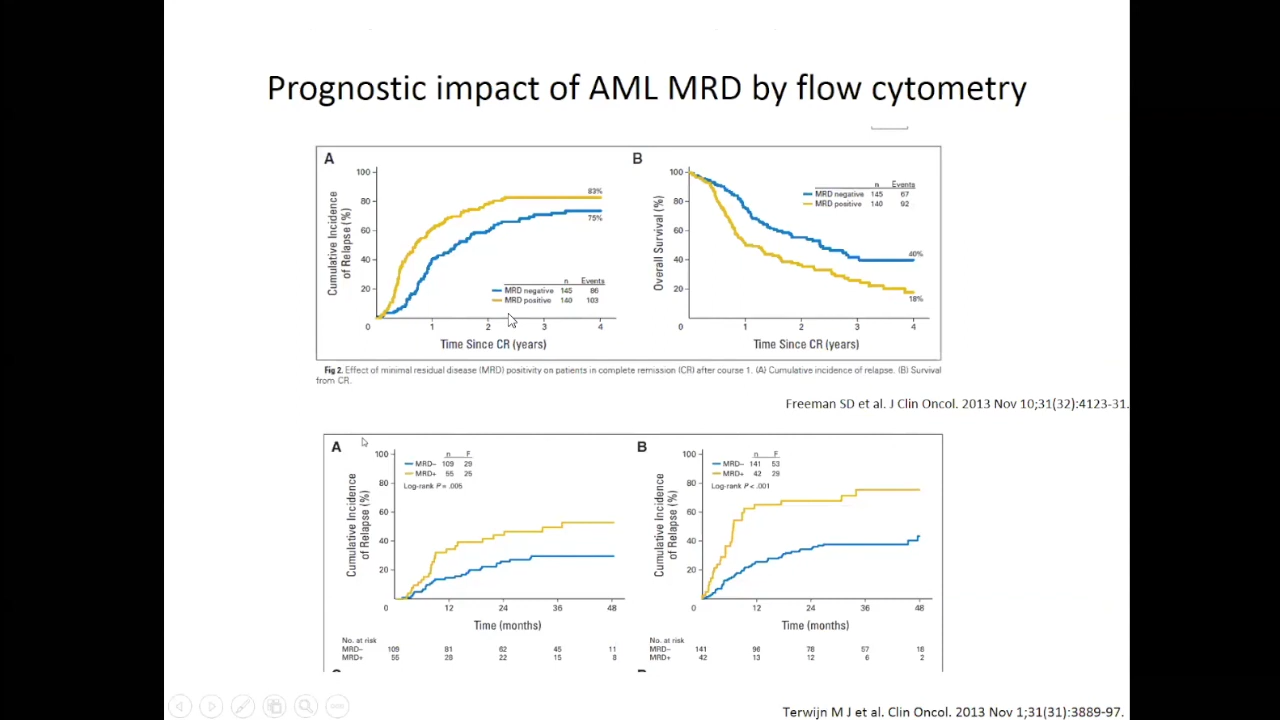 Prognostic impact of AML MRD by flow cytometry
A
Cumulative Incidence
of Relapse (%)
100
80
60
40
20
0
1
2
3
4
Time Since CR (years)
83%
75%
n Events
MRD negative 145 86
MRD positive 140 103
B
Overall Survival (%)
100
80
60
40
20
0
1
2
3
4
Time Since CR (years)
n Events
MRD negative 145 67
MRD positive 140 92
40%
18%
Fig 2. Effect of minimal residual disease (MRD) positivity on patients in complete remission (CR) after course 1. (A) Cumulative incidence of relapse. (B) Survival
from CR.
Freeman SD et al. J Clin Oncol. 2013 Nov 10;31(32):4123-31.
A
Cumulative Incidence
of Relapse (%)
100
80
60
40
20
0
12
24
36
48
Time (months)
n F
MRD– 109 29
MRD+ 55 25
Log-rank P = .005
No. at risk
MRD– 109 81 62 45 11
MRD+ 55 28 22 15 8
B
Cumulative Incidence
of Relapse (%)
100
80
60
40
20
0
12
24
36
48
Time (months)
n F
MRD– 141 53
MRD+ 42 29
Log-rank P < .001
No. at risk
MRD– 141 96 78 57 16
MRD+ 42 13 12 6 2
Terwijn M J et al. Clin Oncol. 2013 Nov 1;31(31):3889-97.